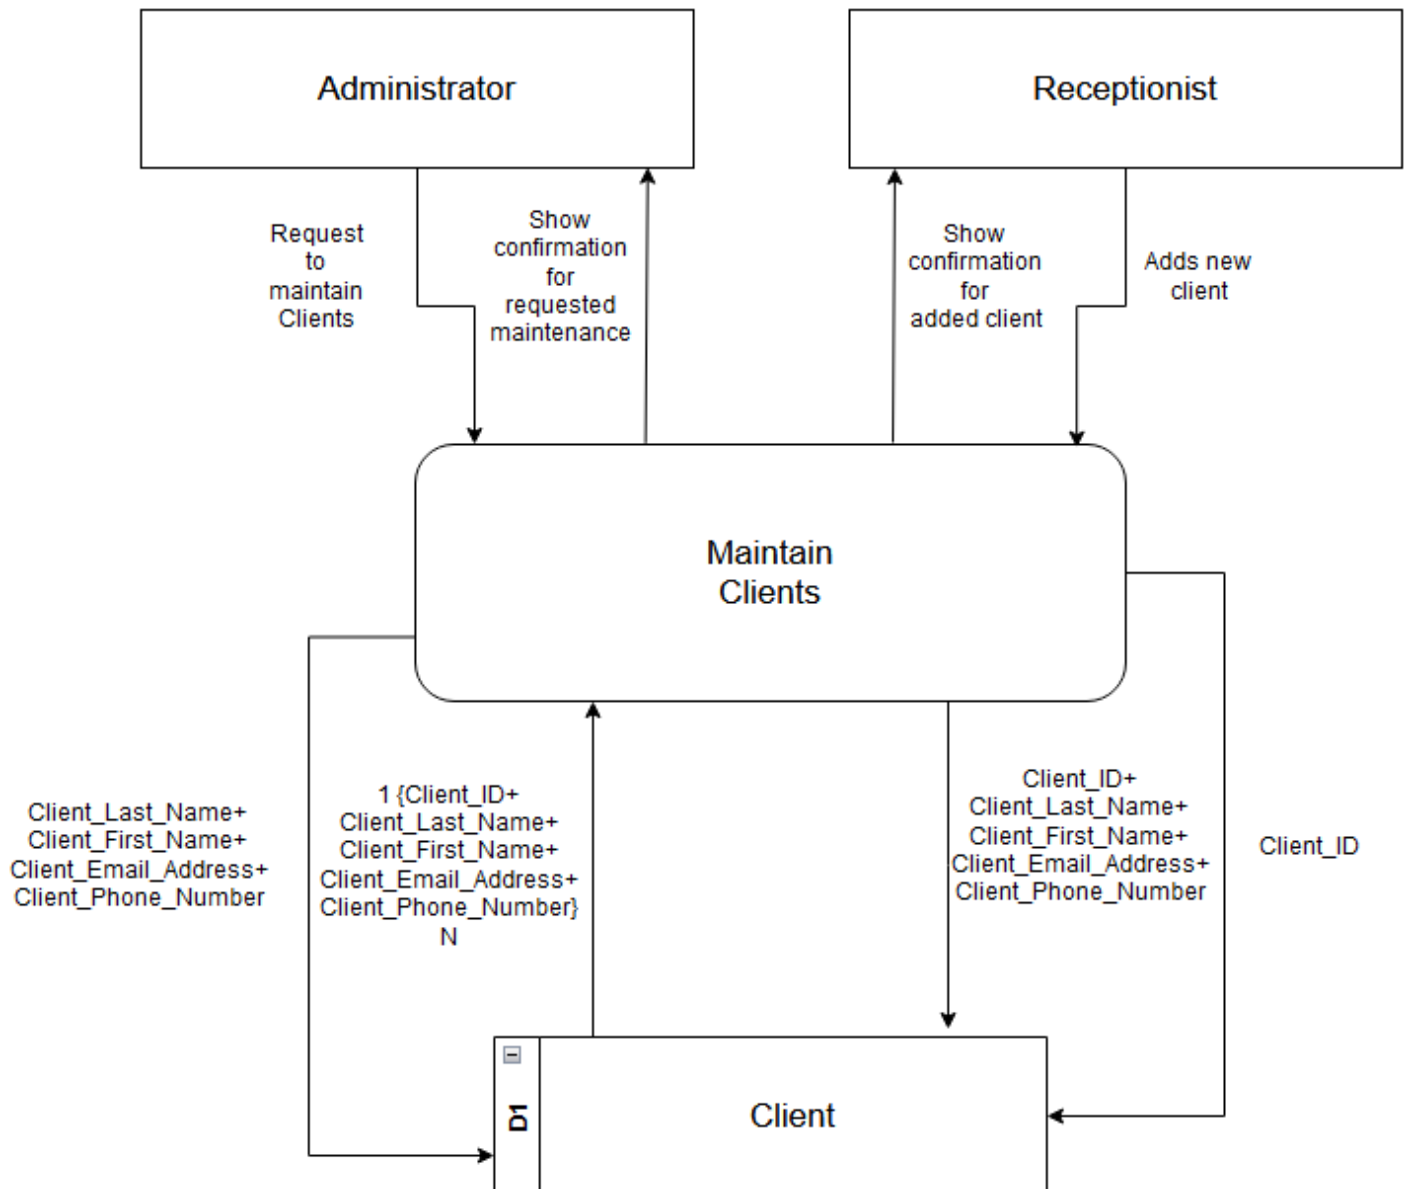 Administrator
Receptionist
Request
to
maintain
Clients
Show
confirmation
for
requested
maintenance
Show
confirmation
for
added client
Adds new
client
Maintain
Clients
Client_Last_Name+
Client_First_Name+
Client_Email_Address+
Client_Phone_Number
1 {Client_ID+
Client_Last_Name+
Client_First_Name+
Client_Email_Address+
Client_Phone_Number}
N
Client_ID+
Client_Last_Name+
Client_First_Name+
Client_Email_Address+
Client_Phone_Number
Client_ID
D1
Client